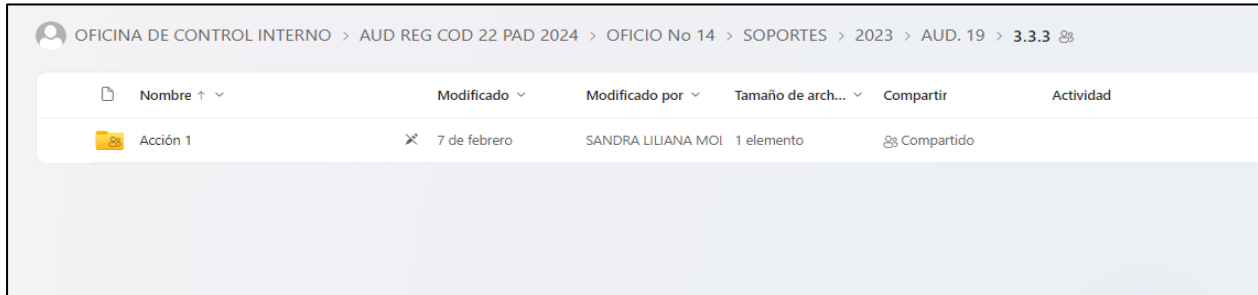 OFICINA DE CONTROL INTERNO > AUD REG COD 22 PAD 2024 > OFICIO No 14 > SOPORTES > 2023 > AUD. 19 > 3.3.3
Nombre Modificado Modificado por Tamaño de arch... Compartir Actividad
Acción 1 7 de febrero SANDRA LILIANA MOL 1 elemento Compartido